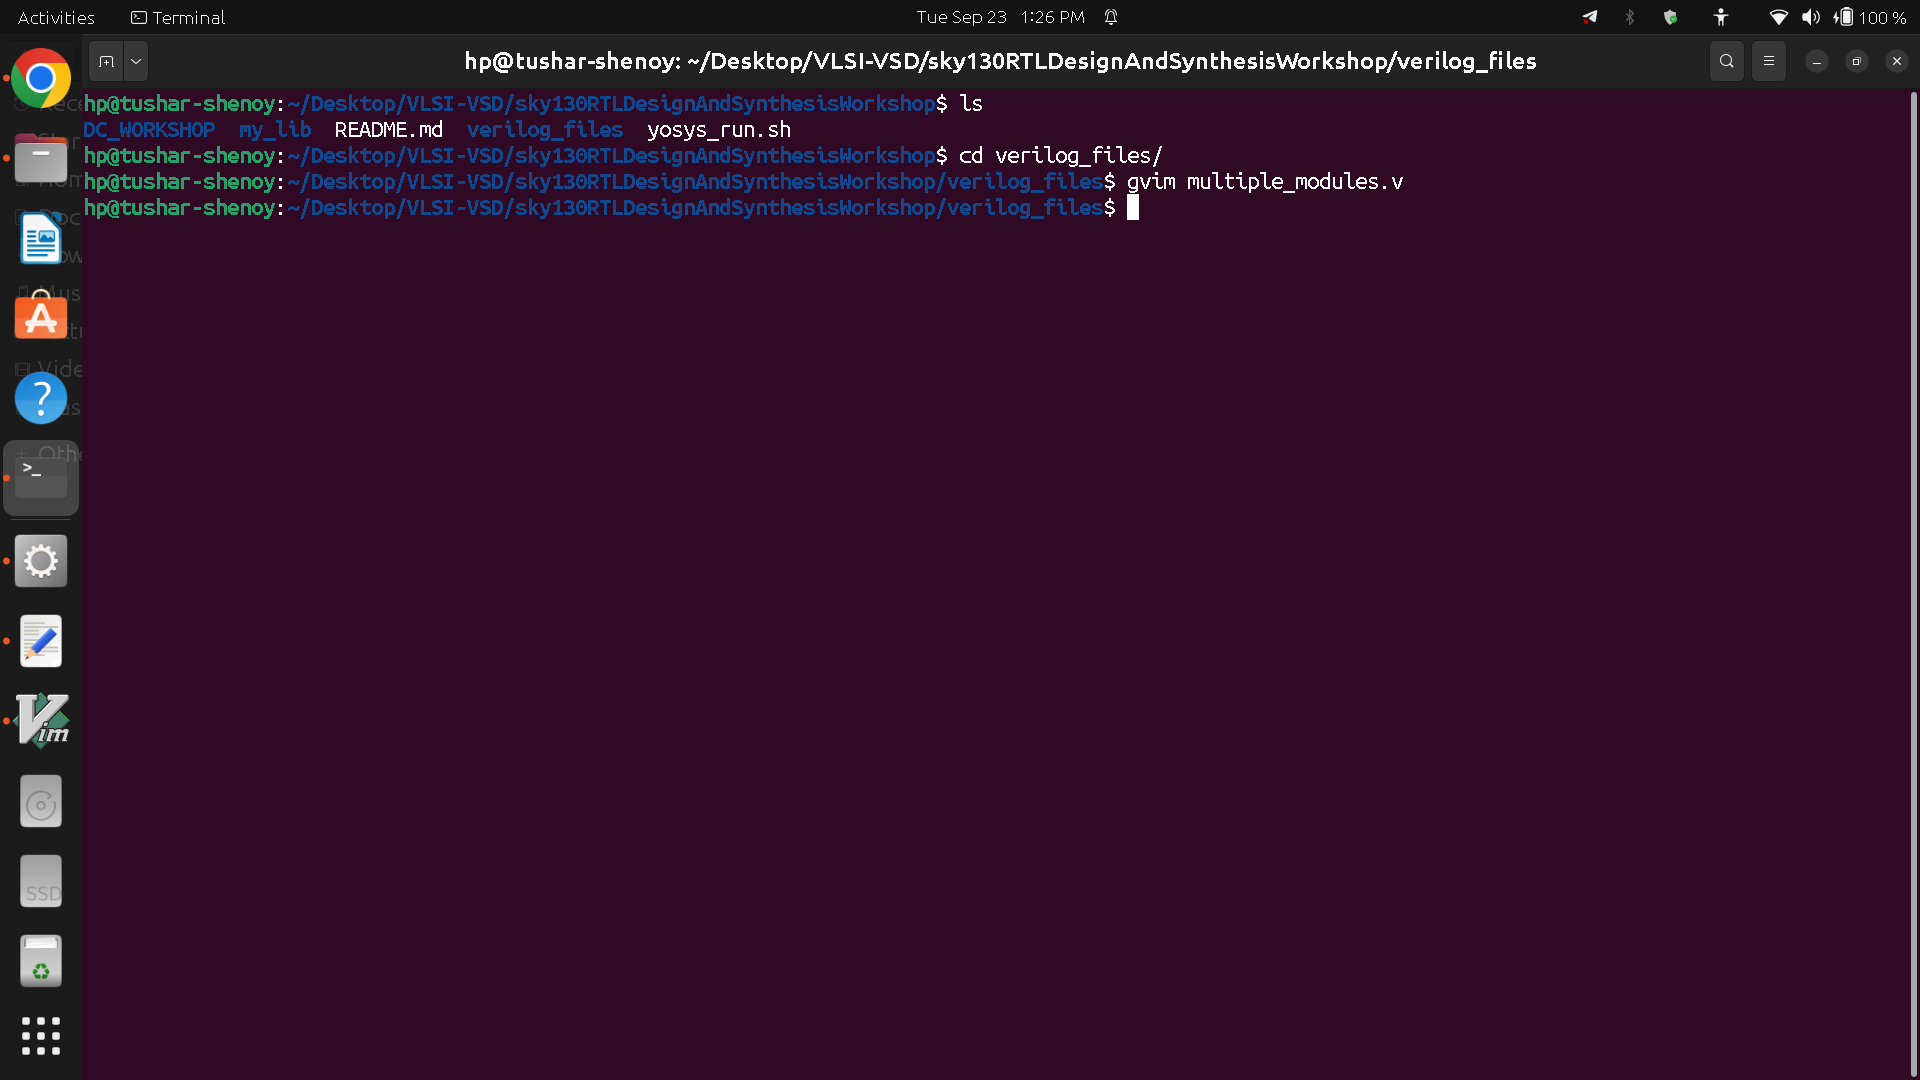 Activities Terminal Tue Sep 23 1:26 PM 100 %
hp@tushar-shenoy: ~/Desktop/VLSI-VSD/sky130RTLDesignAndSynthesisWorkshop/verilog_files
hp@tushar-shenoy:~/Desktop/VLSI-VSD/sky130RTLDesignAndSynthesisWorkshop$ ls
DC_WORKSHOP my_lib README.md verilog_files yosys_run.sh
hp@tushar-shenoy:~/Desktop/VLSI-VSD/sky130RTLDesignAndSynthesisWorkshop$ cd verilog_files/
hp@tushar-shenoy:~/Desktop/VLSI-VSD/sky130RTLDesignAndSynthesisWorkshop/verilog_files$ gvim multiple_modules.v
hp@tushar-shenoy:~/Desktop/VLSI-VSD/sky130RTLDesignAndSynthesisWorkshop/verilog_files$
Vim
SSD